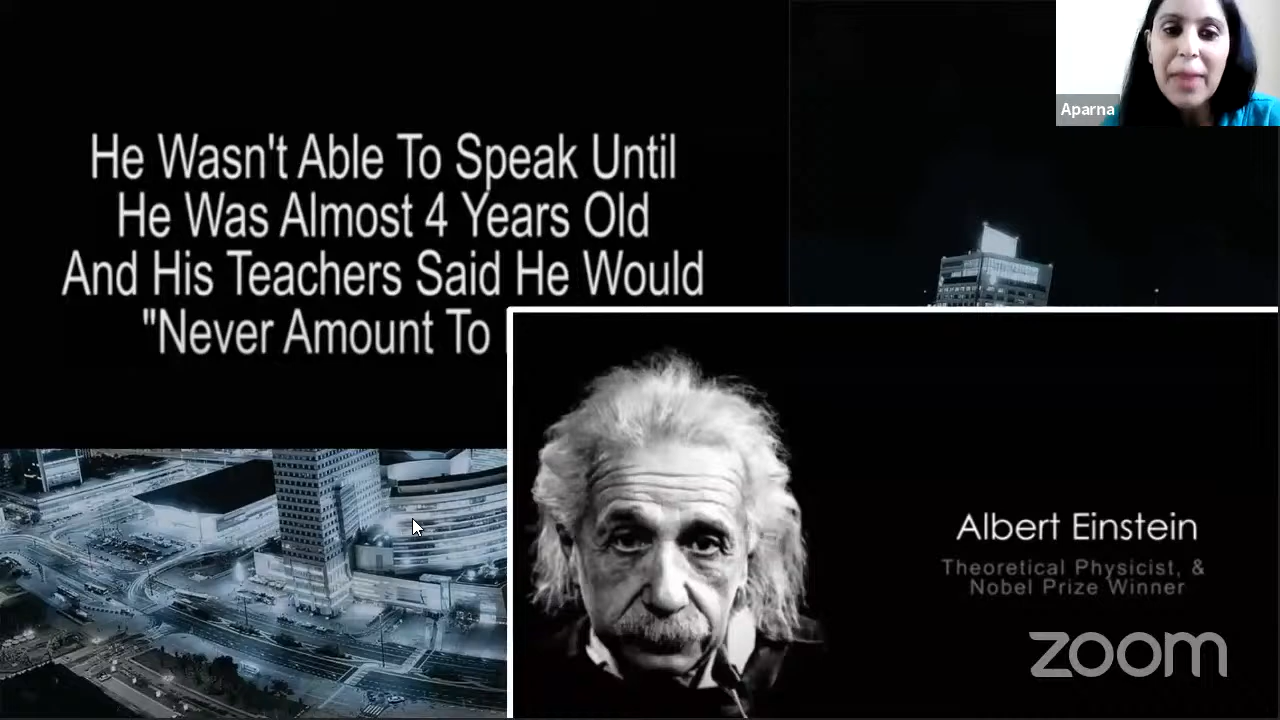 Aparna
He Wasn't Able To Speak Until
He Was Almost 4 Years Old
And His Teachers Said He Would
"Never Amount To
Albert Einstein
Theoretical Physicist, &
Nobel Prize Winner
zoom